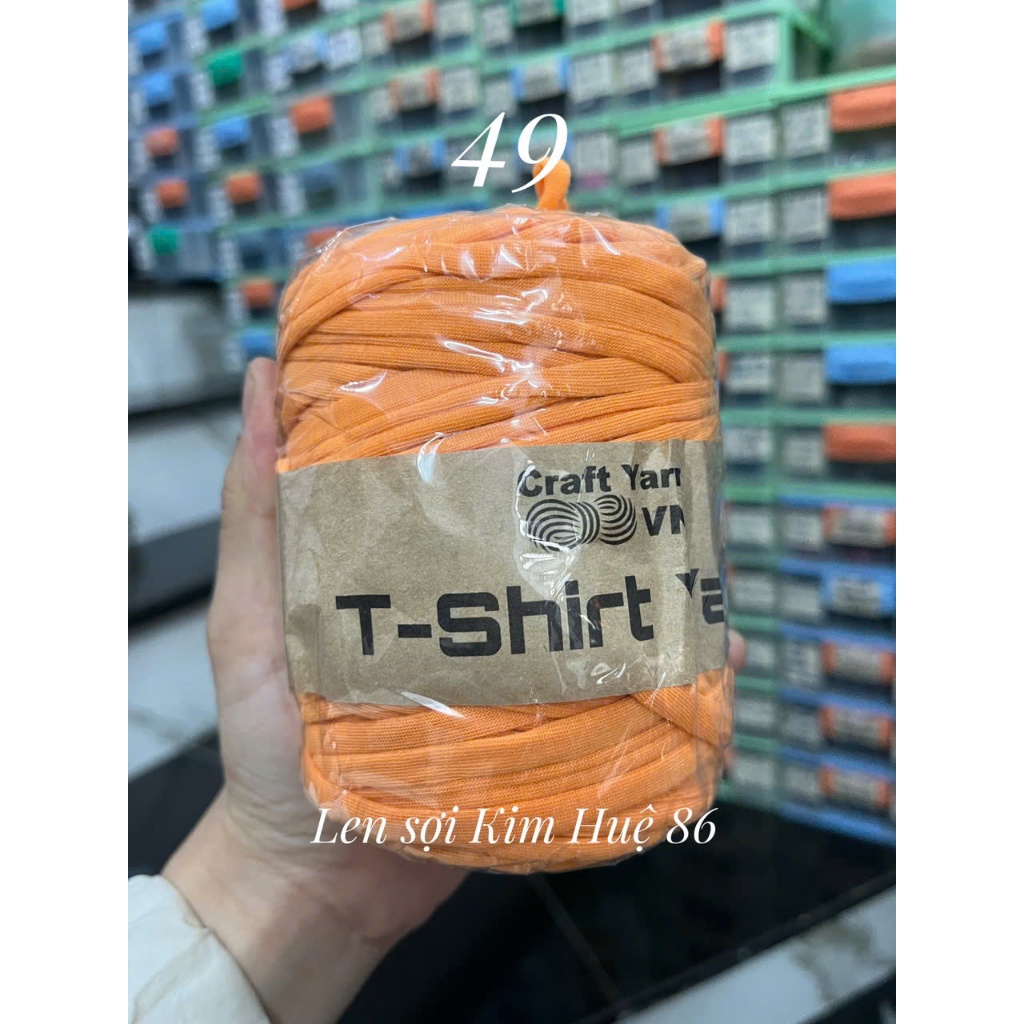 49
Craft Yarn
VN
T-Shirt Ya
Len sợi Kim Huệ 86